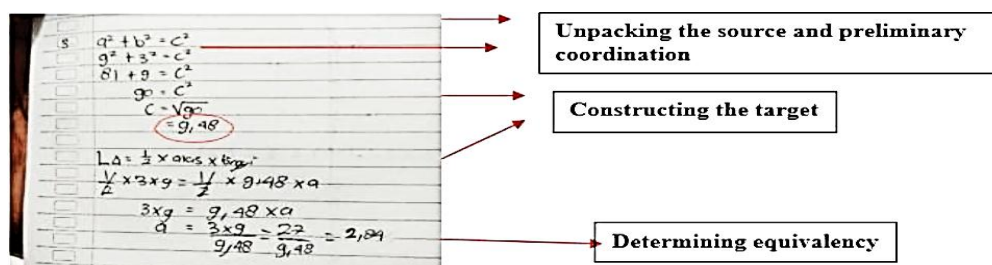 5
a² + b² = c²
9² + 3² = c²
81 + 9 = c²
90 = c²
c = √90
= 9,48
LΔ = 1/2 × alas × tinggi
1/2 × 3 × 9 = 1/2 × 9,48 × a
3×9 = 9,48 × a
a = 3×9/9,48 = 27/9,48 = 2,84
Unpacking the source and preliminary
coordination
Constructing the target
Determining equivalency